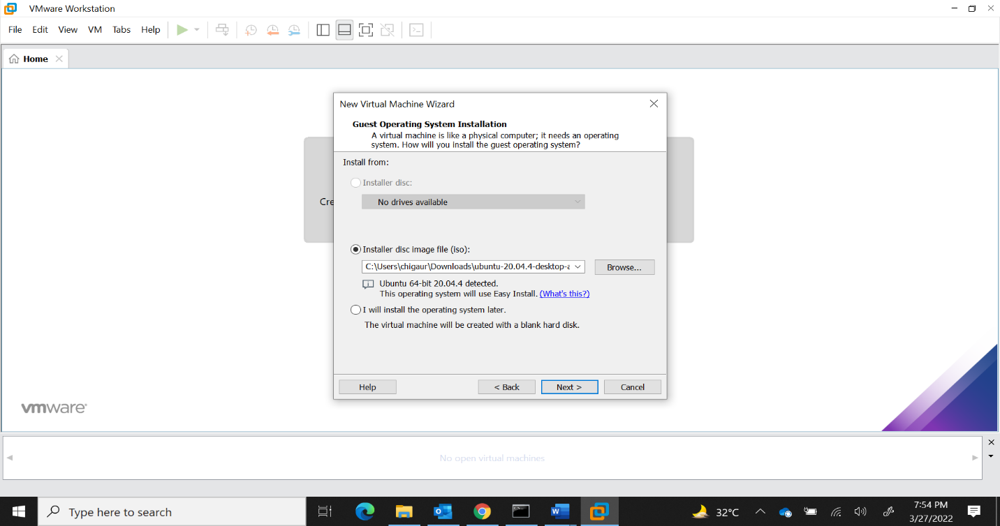 VMware Workstation
File Edit View VM Tabs Help
Home
New Virtual Machine Wizard
Guest Operating System Installation
A virtual machine is like a physical computer; it needs an operating
system. How will you install the guest operating system?
Install from:
Installer disc:
No drives available
Cre
Installer disc image file (iso):
C:\Users\chigaur\Downloads\ubuntu-20.04.4-desktop-a
Browse...
Ubuntu 64-bit 20.04.4 detected.
This operating system will use Easy Install. (What's this?)
I will install the operating system later.
The virtual machine will be created with a blank hard disk.
Help < Back Next > Cancel
vmware®
No open virtual machines
Type here to search
32°C
7:54 PM
3/27/2022